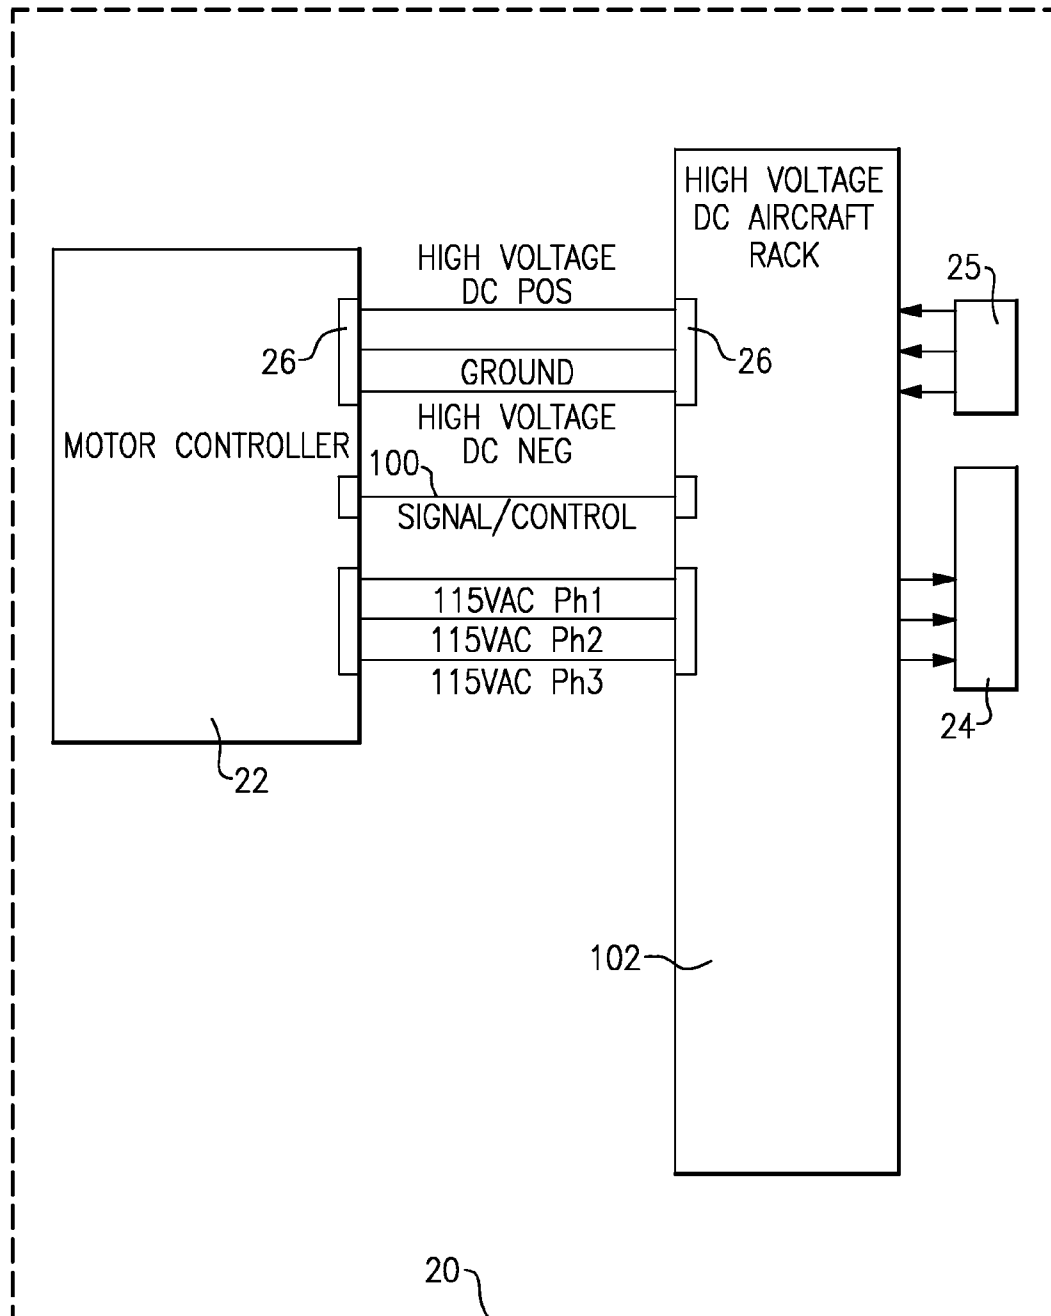 HIGH VOLTAGE
DC AIRCRAFT
RACK
HIGH VOLTAGE
DC POS
25
26
26
GROUND
HIGH VOLTAGE
DC NEG
MOTOR CONTROLLER
100
SIGNAL/CONTROL
115VAC Ph1
115VAC Ph2
115VAC Ph3
24
22
102
20